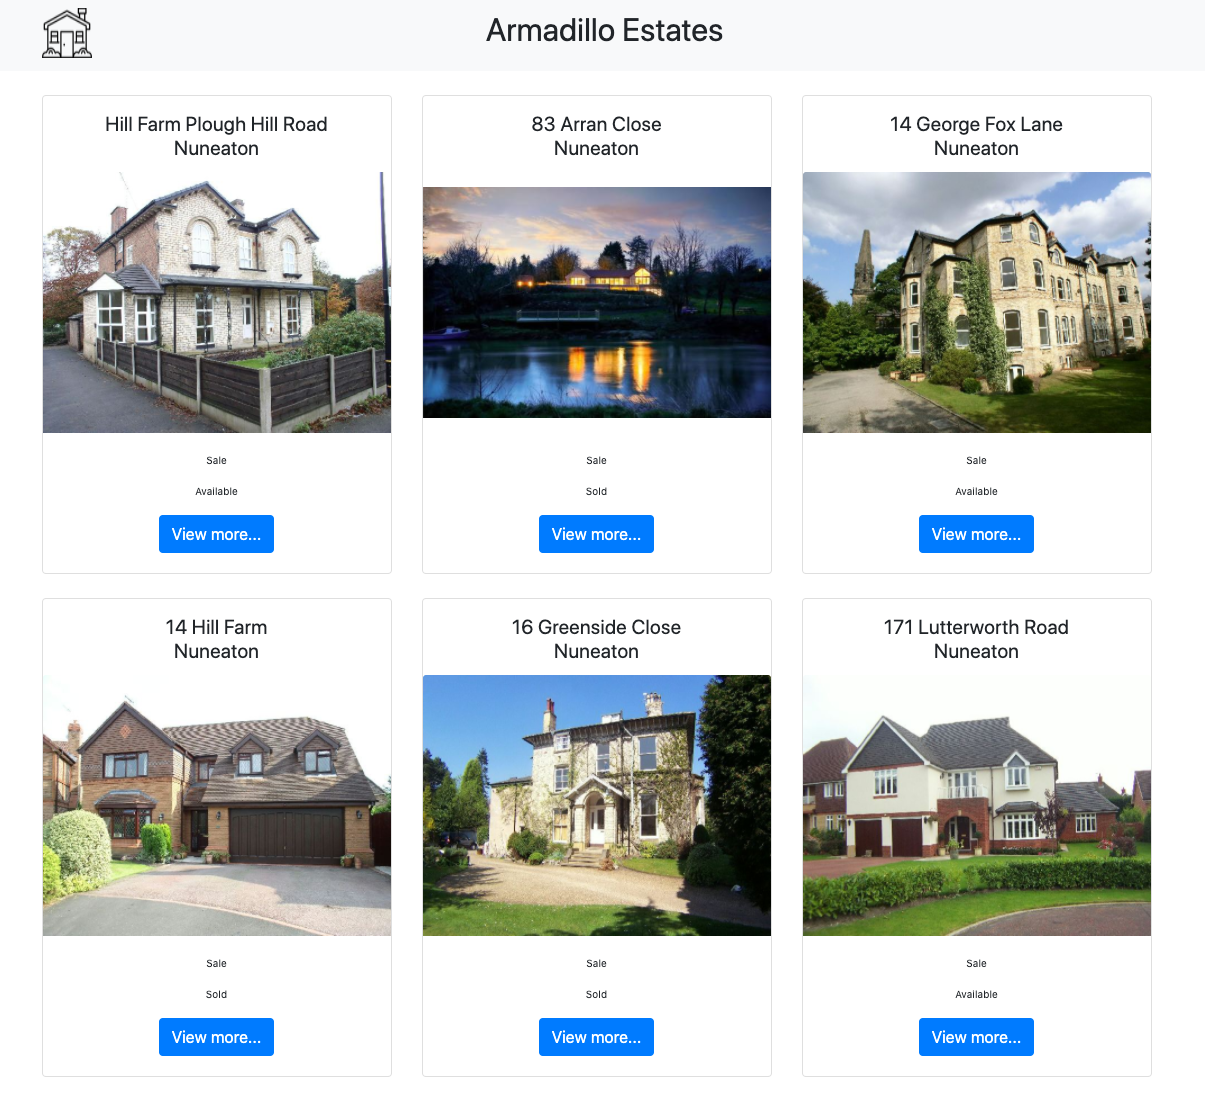 Armadillo Estates
Hill Farm Plough Hill Road
Nuneaton
Sale
Available
View more...
83 Arran Close
Nuneaton
Sale
Sold
View more...
14 George Fox Lane
Nuneaton
Sale
Available
View more...
14 Hill Farm
Nuneaton
Sale
Sold
View more...
16 Greenside Close
Nuneaton
Sale
Sold
View more...
171 Lutterworth Road
Nuneaton
Sale
Available
View more...